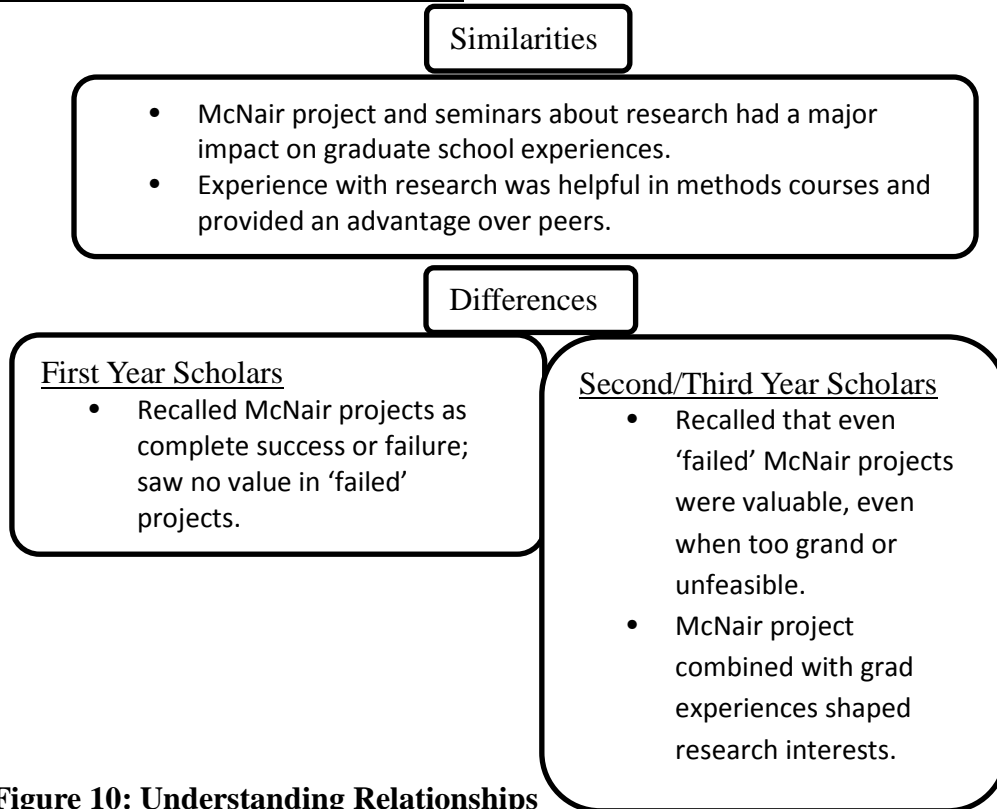 Similarities
• McNair project and seminars about research had a major
impact on graduate school experiences.
• Experience with research was helpful in methods courses and
provided an advantage over peers.
Differences
First Year Scholars
• Recalled McNair projects as
complete success or failure;
saw no value in ‘failed’
projects.
Second/Third Year Scholars
• Recalled that even
‘failed’ McNair projects
were valuable, even
when too grand or
unfeasible.
• McNair project
combined with grad
experiences shaped
research interests.
Figure 10: Understanding Relationships